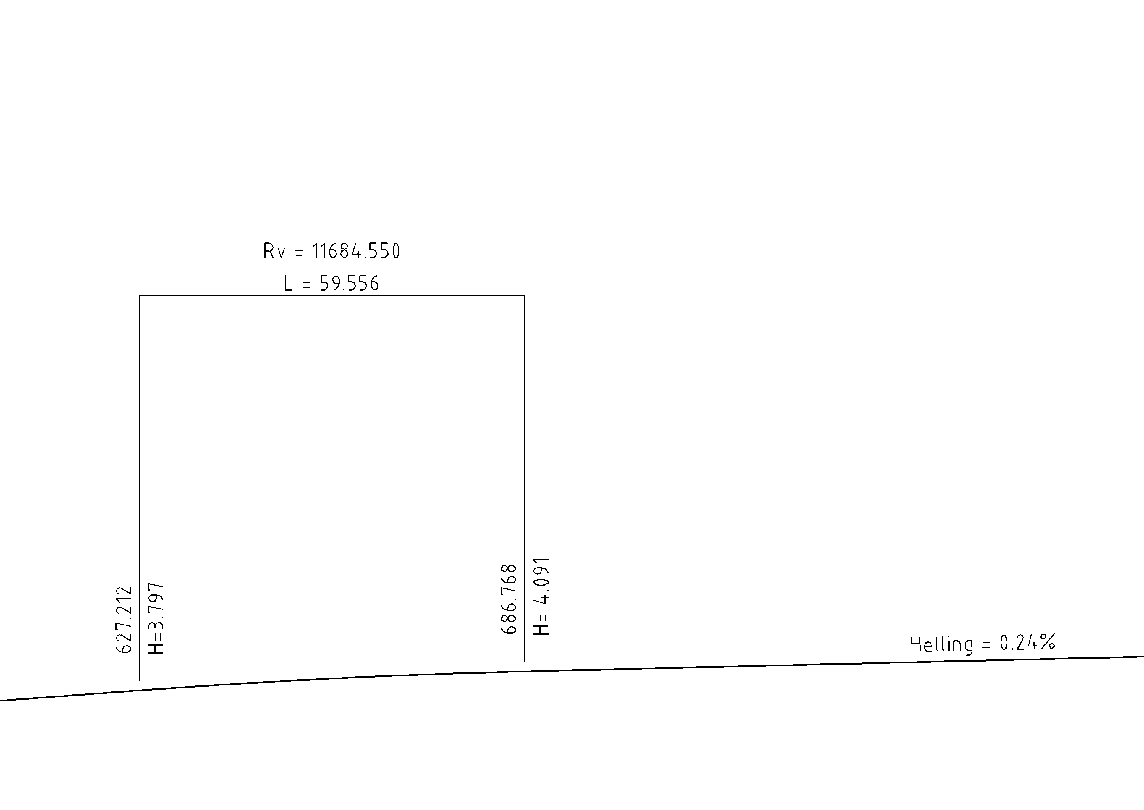 Rv = 11684.550
L = 59.556
627.212
H=3.797
686.768
H= 4.091
Helling = 0.24%